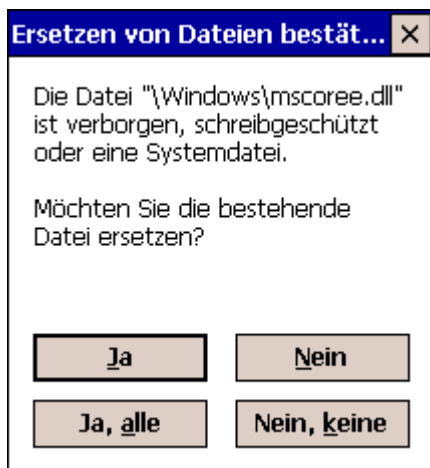 Ersetzen von Dateien bestät...
Die Datei "\Windows\mscoree.dll"
ist verborgen, schreibgeschützt
oder eine Systemdatei.
Möchten Sie die bestehende
Datei ersetzen?
Ja
Nein
Ja, alle
Nein, keine